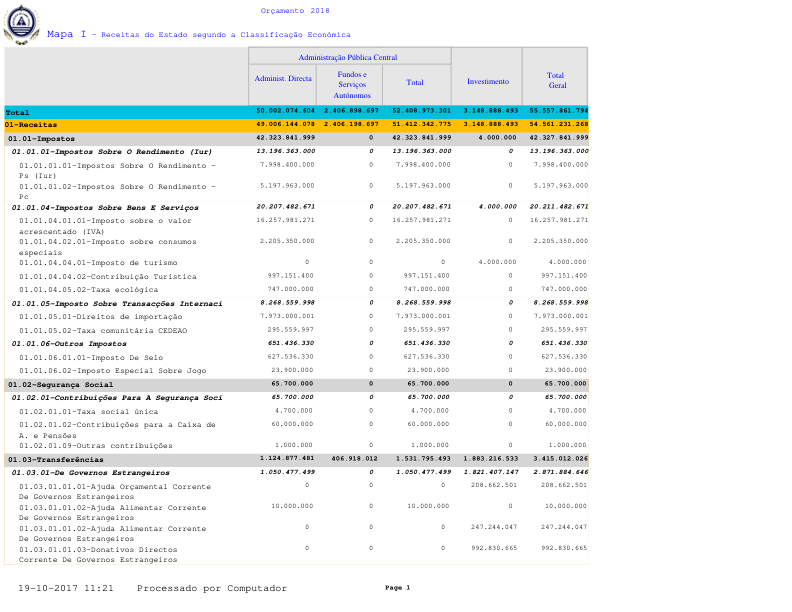 Orçamento 2018
Mapa I - Receitas do Estado segundo a Classificação Económica
Administração Pública Central
Administ. Directa Fundos e Serviços Autónomos Total Investimento Total Geral
Total 50.002.074.604 2.406.898.697 52.408.973.301 3.148.888.493 55.557.861.794
01-Receitas 49.006.144.078 2.406.198.697 51.412.342.775 3.148.888.493 54.561.231.268
01.01-Impostos 42.323.841.999 0 42.323.841.999 4.000.000 42.327.841.999
01.01.01-Impostos Sobre O Rendimento (Iur) 13.196.363.000 0 13.196.363.000 0 13.196.363.000
01.01.01.01-Impostos Sobre O Rendimento - 7.998.400.000 0 7.998.400.000 0 7.998.400.000
Ps (Iur)
01.01.01.02-Impostos Sobre O Rendimento - 5.197.963.000 0 5.197.963.000 0 5.197.963.000
Pc
01.01.04-Impostos Sobre Bens E Serviços 20.207.482.671 0 20.207.482.671 4.000.000 20.211.482.671
01.01.04.01.01-Imposto sobre o valor 16.257.981.271 0 16.257.981.271 0 16.257.981.271
acrescentado (IVA)
01.01.04.02.01-Imposto sobre consumos 2.205.350.000 0 2.205.350.000 0 2.205.350.000
especiais
01.01.04.04.01-Imposto de turismo 0 0 0 4.000.000 4.000.000
01.01.04.04.02-Contribuição Turística 997.151.400 0 997.151.400 0 997.151.400
01.01.04.05.02-Taxa ecológica 747.000.000 0 747.000.000 0 747.000.000
01.01.05-Imposto Sobre Transacções Internaci 8.268.559.998 0 8.268.559.998 0 8.268.559.998
01.01.05.01-Direitos de importação 7.973.000.001 0 7.973.000.001 0 7.973.000.001
01.01.05.02-Taxa comunitária CEDEAO 295.559.997 0 295.559.997 0 295.559.997
01.01.06-Outros Impostos 651.436.330 0 651.436.330 0 651.436.330
01.01.06.01.01-Imposto De Selo 627.536.330 0 627.536.330 0 627.536.330
01.01.06.02-Imposto Especial Sobre Jogo 23.900.000 0 23.900.000 0 23.900.000
01.02-Segurança Social 65.700.000 0 65.700.000 0 65.700.000
01.02.01-Contribuições Para A Segurança Soci 65.700.000 0 65.700.000 0 65.700.000
01.02.01.01-Taxa social única 4.700.000 0 4.700.000 0 4.700.000
01.02.01.02-Contribuições para a Caixa de 60.000.000 0 60.000.000 0 60.000.000
A. e Pensões
01.02.01.09-Outras contribuições 1.000.000 0 1.000.000 0 1.000.000
01.03-Transferências 1.124.877.481 406.918.012 1.531.795.493 1.883.216.533 3.415.012.026
01.03.01-De Governos Estrangeiros 1.050.477.499 0 1.050.477.499 1.821.407.147 2.871.884.646
01.03.01.01.01-Ajuda Orçamental Corrente 0 0 0 208.662.501 208.662.501
De Governos Estrangeiros
01.03.01.01.02-Ajuda Alimentar Corrente 10.000.000 0 10.000.000 0 10.000.000
De Governos Estrangeiros
01.03.01.01.02-Ajuda Alimentar Corrente 0 0 0 247.244.047 247.244.047
De Governos Estrangeiros
01.03.01.01.03-Donativos Directos 0 0 0 992.830.665 992.830.665
Corrente De Governos Estrangeiros
19-10-2017 11:21 Processado por Computador Page 1